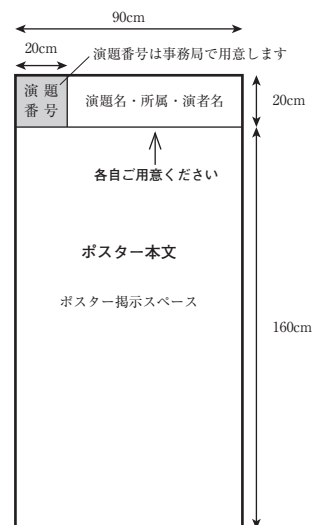 90cm
20cm
演題番号は事務局で用意します
演 題
番 号
演題名・所属・演者名
20cm
各自ご用意ください
ポスター本文
ポスター掲示スペース
160cm